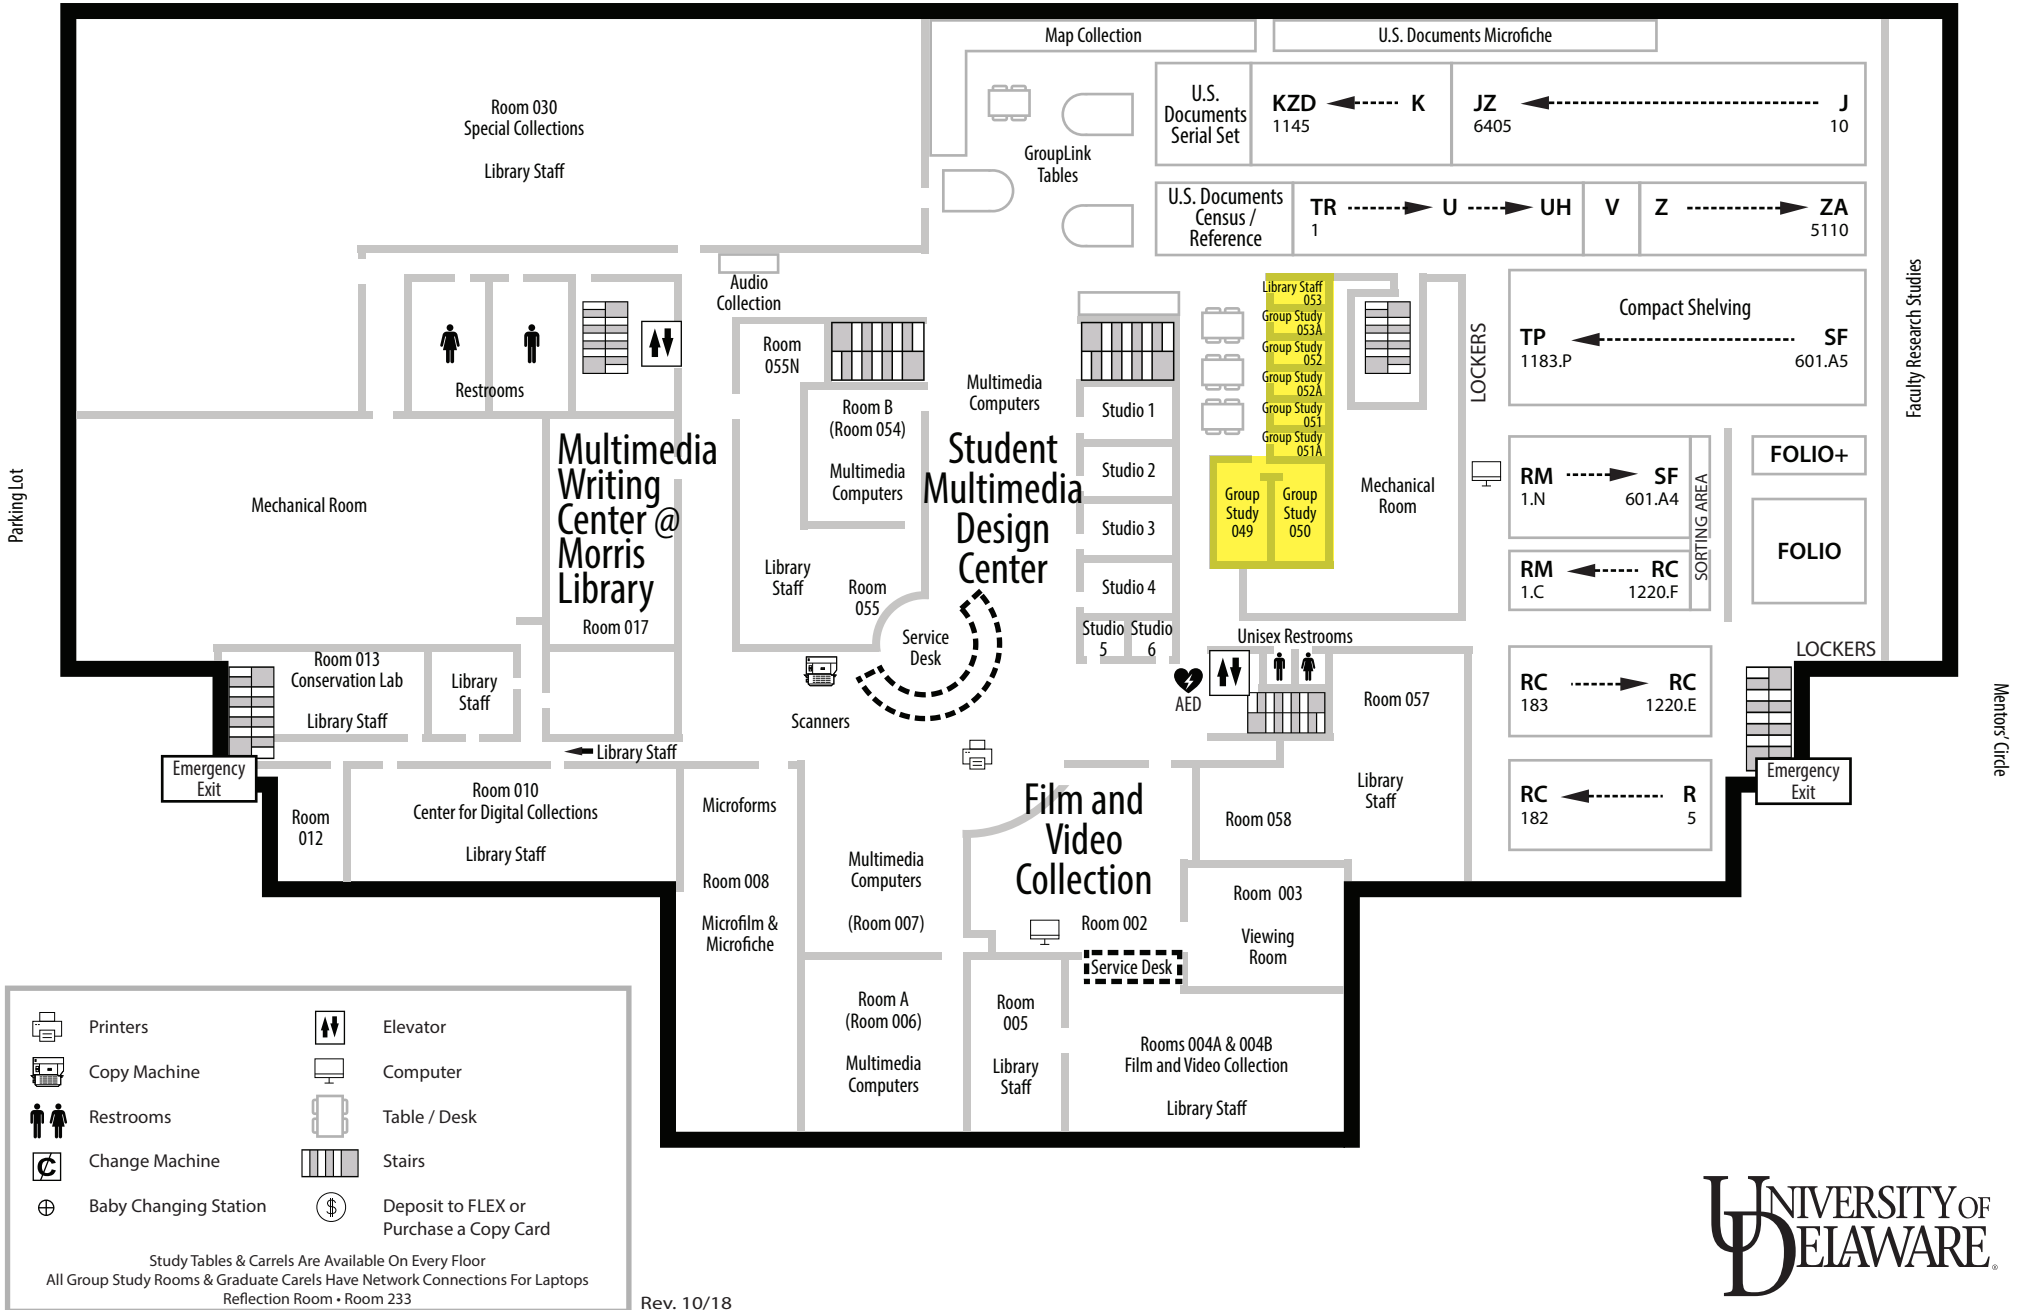 Map Collection
U.S. Documents Microfiche
Room 030
Special Collections
Library Staff
GroupLink
Tables
U.S.
Documents
Serial Set
KZD K
1145
JZ J
6405 10
U.S. Documents
Census /
Reference
TR U UH
1
V
Z ZA
5110
Audio
Collection
Restrooms
Room
055N
Multimedia
Computers
Room B
(Room 054)
Multimedia
Computers
Library
Staff
Room
055
Service
Desk
Student
Multimedia
Design
Center
Studio 1
Studio 2
Studio 3
Studio 4
Studio
5
Studio
6
Library Staff
053
Group Study
053A
Group Study
052
Group Study
052A
Group Study
051
Group Study
051A
Group
Study
049
Group
Study
050
Mechanical
Room
LOCKERS
Compact Shelving
TP SF
1183.P 601.A5
Faculty Research Studies
RM SF
1.N 601.A4
RM RC
1.C 1220.F
SORTING AREA
FOLIO+
FOLIO
LOCKERS
RC RC
183 1220.E
RC R
182 5
Emergency
Exit
Mentors' Circle
Parking Lot
Mechanical Room
Multimedia
Writing
Center @
Morris
Library
Room 017
Room 013
Conservation Lab
Library Staff
Library
Staff
Library Staff
Emergency
Exit
Room
012
Room 010
Center for Digital Collections
Library Staff
Scanners
Unisex Restrooms
AED
Room 057
Library
Staff
Room 058
Microforms
Room 008
Microfilm &
Microfiche
Multimedia
Computers
(Room 007)
Film and
Video
Collection
Room 002
Service Desk
Room 003
Viewing
Room
Room A
(Room 006)
Multimedia
Computers
Room
005
Library
Staff
Rooms 004A & 004B
Film and Video Collection
Library Staff
Printers
Copy Machine
Restrooms
Change Machine
Baby Changing Station
Elevator
Computer
Table / Desk
Stairs
Deposit to FLEX or
Purchase a Copy Card
Study Tables & Carrels Are Available On Every Floor
All Group Study Rooms & Graduate Carels Have Network Connections For Laptops
Reflection Room • Room 233
Rev. 10/18
UNIVERSITY OF
DELAWARE®